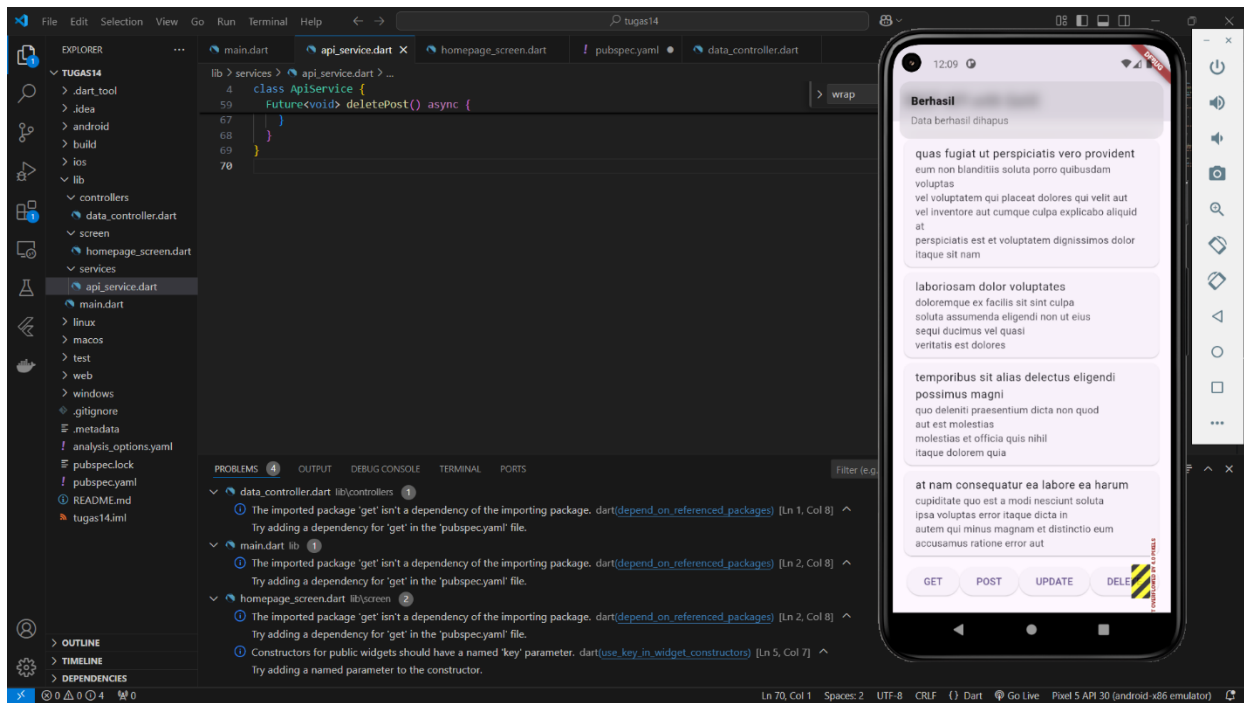 File Edit Selection View Go Run Terminal Help
tugas14
EXPLORER
TUGAS14
.dart_tool
.idea
android
build
ios
lib
controllers
data_controller.dart
screen
homepage_screen.dart
services
api_service.dart
main.dart
linux
macos
test
web
windows
.gitignore
.metadata
analysis_options.yaml
pubspec.lock
pubspec.yaml
README.md
tugas14.iml
OUTLINE
TIMELINE
DEPENDENCIES
main.dart api_service.dart homepage_screen.dart pubspec.yaml data_controller.dart
lib > services > api_service.dart > ...
4 class ApiService {
59 Future<void> deletePost() async {
67 }
68 }
69 }
70
wrap
PROBLEMS 4 OUTPUT DEBUG CONSOLE TERMINAL PORTS
Filter (e.g.
data_controller.dart lib\controllers 1
The imported package 'get' isn't a dependency of the importing package. dart(depend_on_referenced_packages) [Ln 1, Col 8]
Try adding a dependency for 'get' in the 'pubspec.yaml' file.
main.dart lib 1
The imported package 'get' isn't a dependency of the importing package. dart(depend_on_referenced_packages) [Ln 2, Col 8]
Try adding a dependency for 'get' in the 'pubspec.yaml' file.
homepage_screen.dart lib\screen 2
The imported package 'get' isn't a dependency of the importing package. dart(depend_on_referenced_packages) [Ln 2, Col 8]
Try adding a dependency for 'get' in the 'pubspec.yaml' file.
Constructors for public widgets should have a named 'key' parameter. dart(use_key_in_widget_constructors) [Ln 5, Col 7]
Try adding a named parameter to the constructor.
12:09
DEBUG
Berhasil
Data berhasil dihapus
quas fugiat ut perspiciatis vero provident
eum non blanditiis soluta porro quibusdam
voluptas
vel voluptatem qui placeat dolores qui velit aut
vel inventore aut cumque culpa explicabo aliquid
at
perspiciatis est et voluptatem dignissimos dolor
itaque sit nam
laboriosam dolor voluptates
doloremque ex facilis sit sint culpa
soluta assumenda eligendi non ut eius
sequi ducimus vel quasi
veritatis est dolores
temporibus sit alias delectus eligendi
possimus magni
quo deleniti praesentium dicta non quod
aut est molestias
molestias et officia quis nihil
itaque dolorem quia
at nam consequatur ea labore ea harum
cupiditate quo est a modi nesciunt soluta
ipsa voluptas error itaque dicta in
autem qui minus magnam et distinctio eum
accusamus ratione error aut
GET POST UPDATE DELE
0 0 4 0
Ln 70, Col 1 Spaces: 2 UTF-8 CRLF {} Dart Go Live Pixel 5 API 30 (android-x86 emulator)